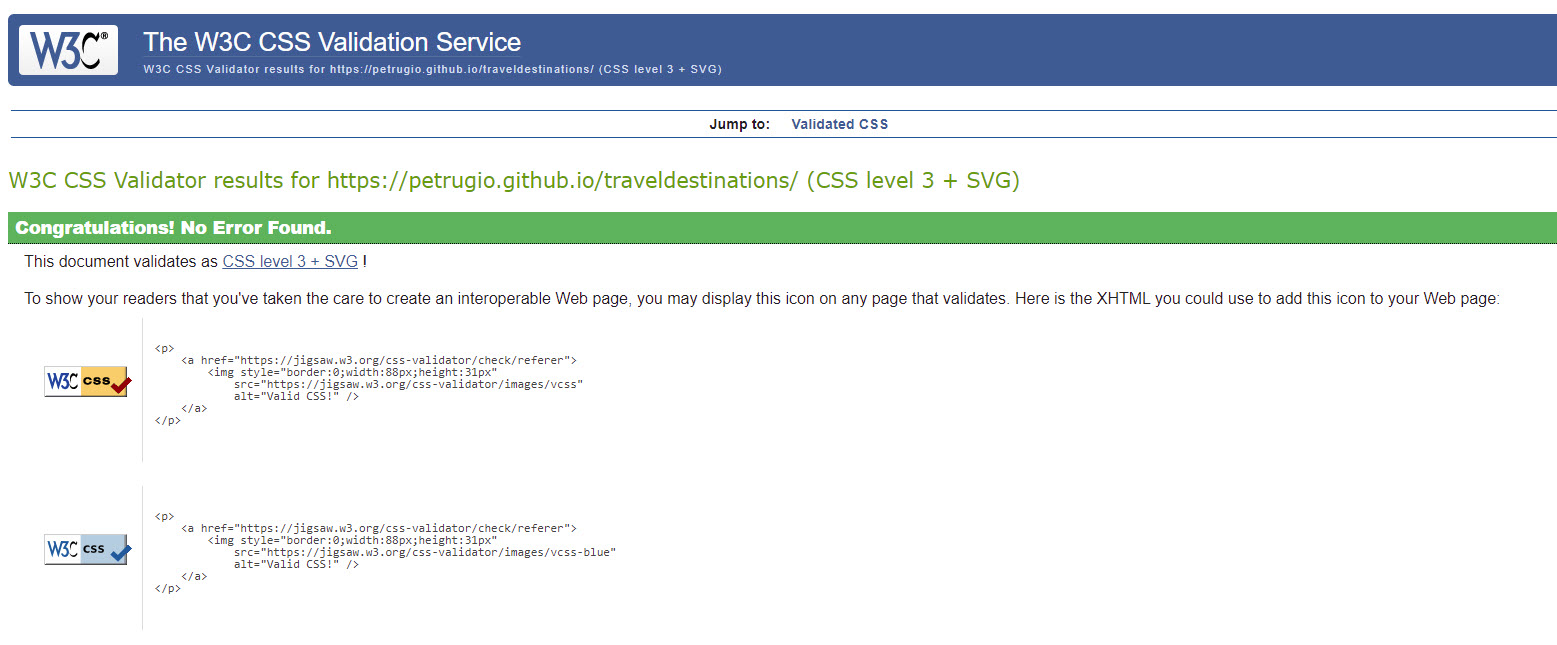 W3C®
The W3C CSS Validation Service
W3C CSS Validator results for https://petrugio.github.io/traveldestinations/ (CSS level 3 + SVG)
Jump to: Validated CSS
W3C CSS Validator results for https://petrugio.github.io/traveldestinations/ (CSS level 3 + SVG)
Congratulations! No Error Found.
This document validates as CSS level 3 + SVG !
To show your readers that you've taken the care to create an interoperable Web page, you may display this icon on any page that validates. Here is the XHTML you could use to add this icon to your Web page:
W3C css
<p>
<a href="https://jigsaw.w3.org/css-validator/check/referer">
<img style="border:0;width:88px;height:31px"
src="https://jigsaw.w3.org/css-validator/images/vcss"
alt="Valid CSS!" />
</a>
</p>
W3C css
<p>
<a href="https://jigsaw.w3.org/css-validator/check/referer">
<img style="border:0;width:88px;height:31px"
src="https://jigsaw.w3.org/css-validator/images/vcss-blue"
alt="Valid CSS!" />
</a>
</p>